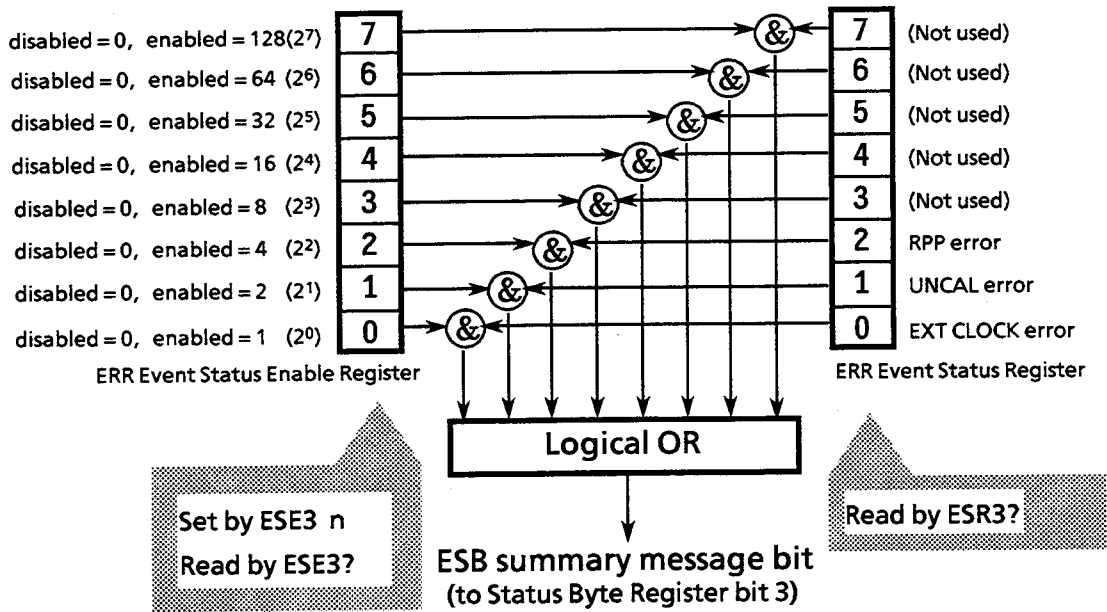 disabled = 0, enabled = 128(27) 7 & 7 (Not used)
disabled = 0, enabled = 64 (2⁶) 6 & 6 (Not used)
disabled = 0, enabled = 32 (2⁵) 5 & 5 (Not used)
disabled = 0, enabled = 16 (2⁴) 4 & 4 (Not used)
disabled = 0, enabled = 8 (2³) 3 & 3 (Not used)
disabled = 0, enabled = 4 (2²) 2 & 2 RPP error
disabled = 0, enabled = 2 (2¹) 1 & 1 UNCAL error
disabled = 0, enabled = 1 (2⁰) 0 & 0 EXT CLOCK error
ERR Event Status Enable Register
ERR Event Status Register
Logical OR
Set by ESE3 n
Read by ESE3?
Read by ESR3?
ESB summary message bit
(to Status Byte Register bit 3)